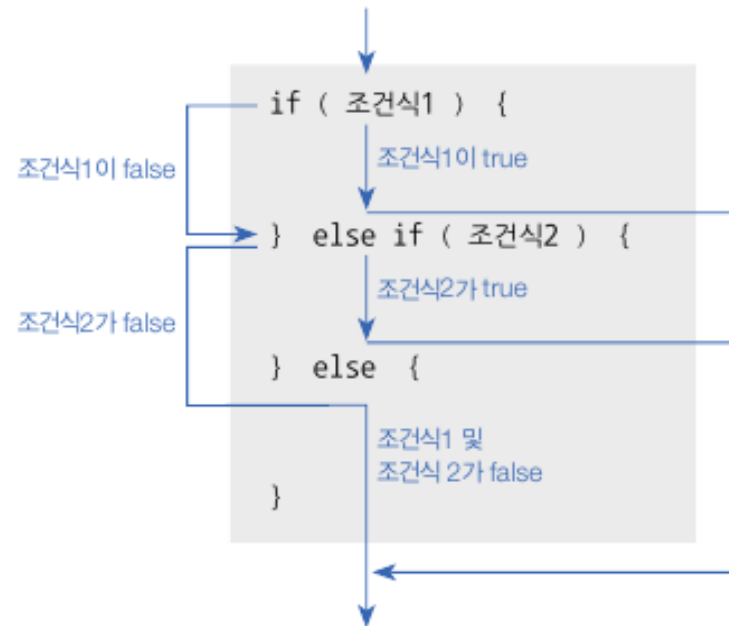 if ( 조건식1 ) {
조건식1이 false
조건식1이 true
} else if ( 조건식2 ) {
조건식2가 true
조건식2가 false
} else {
조건식1 및
조건식 2가 false
}